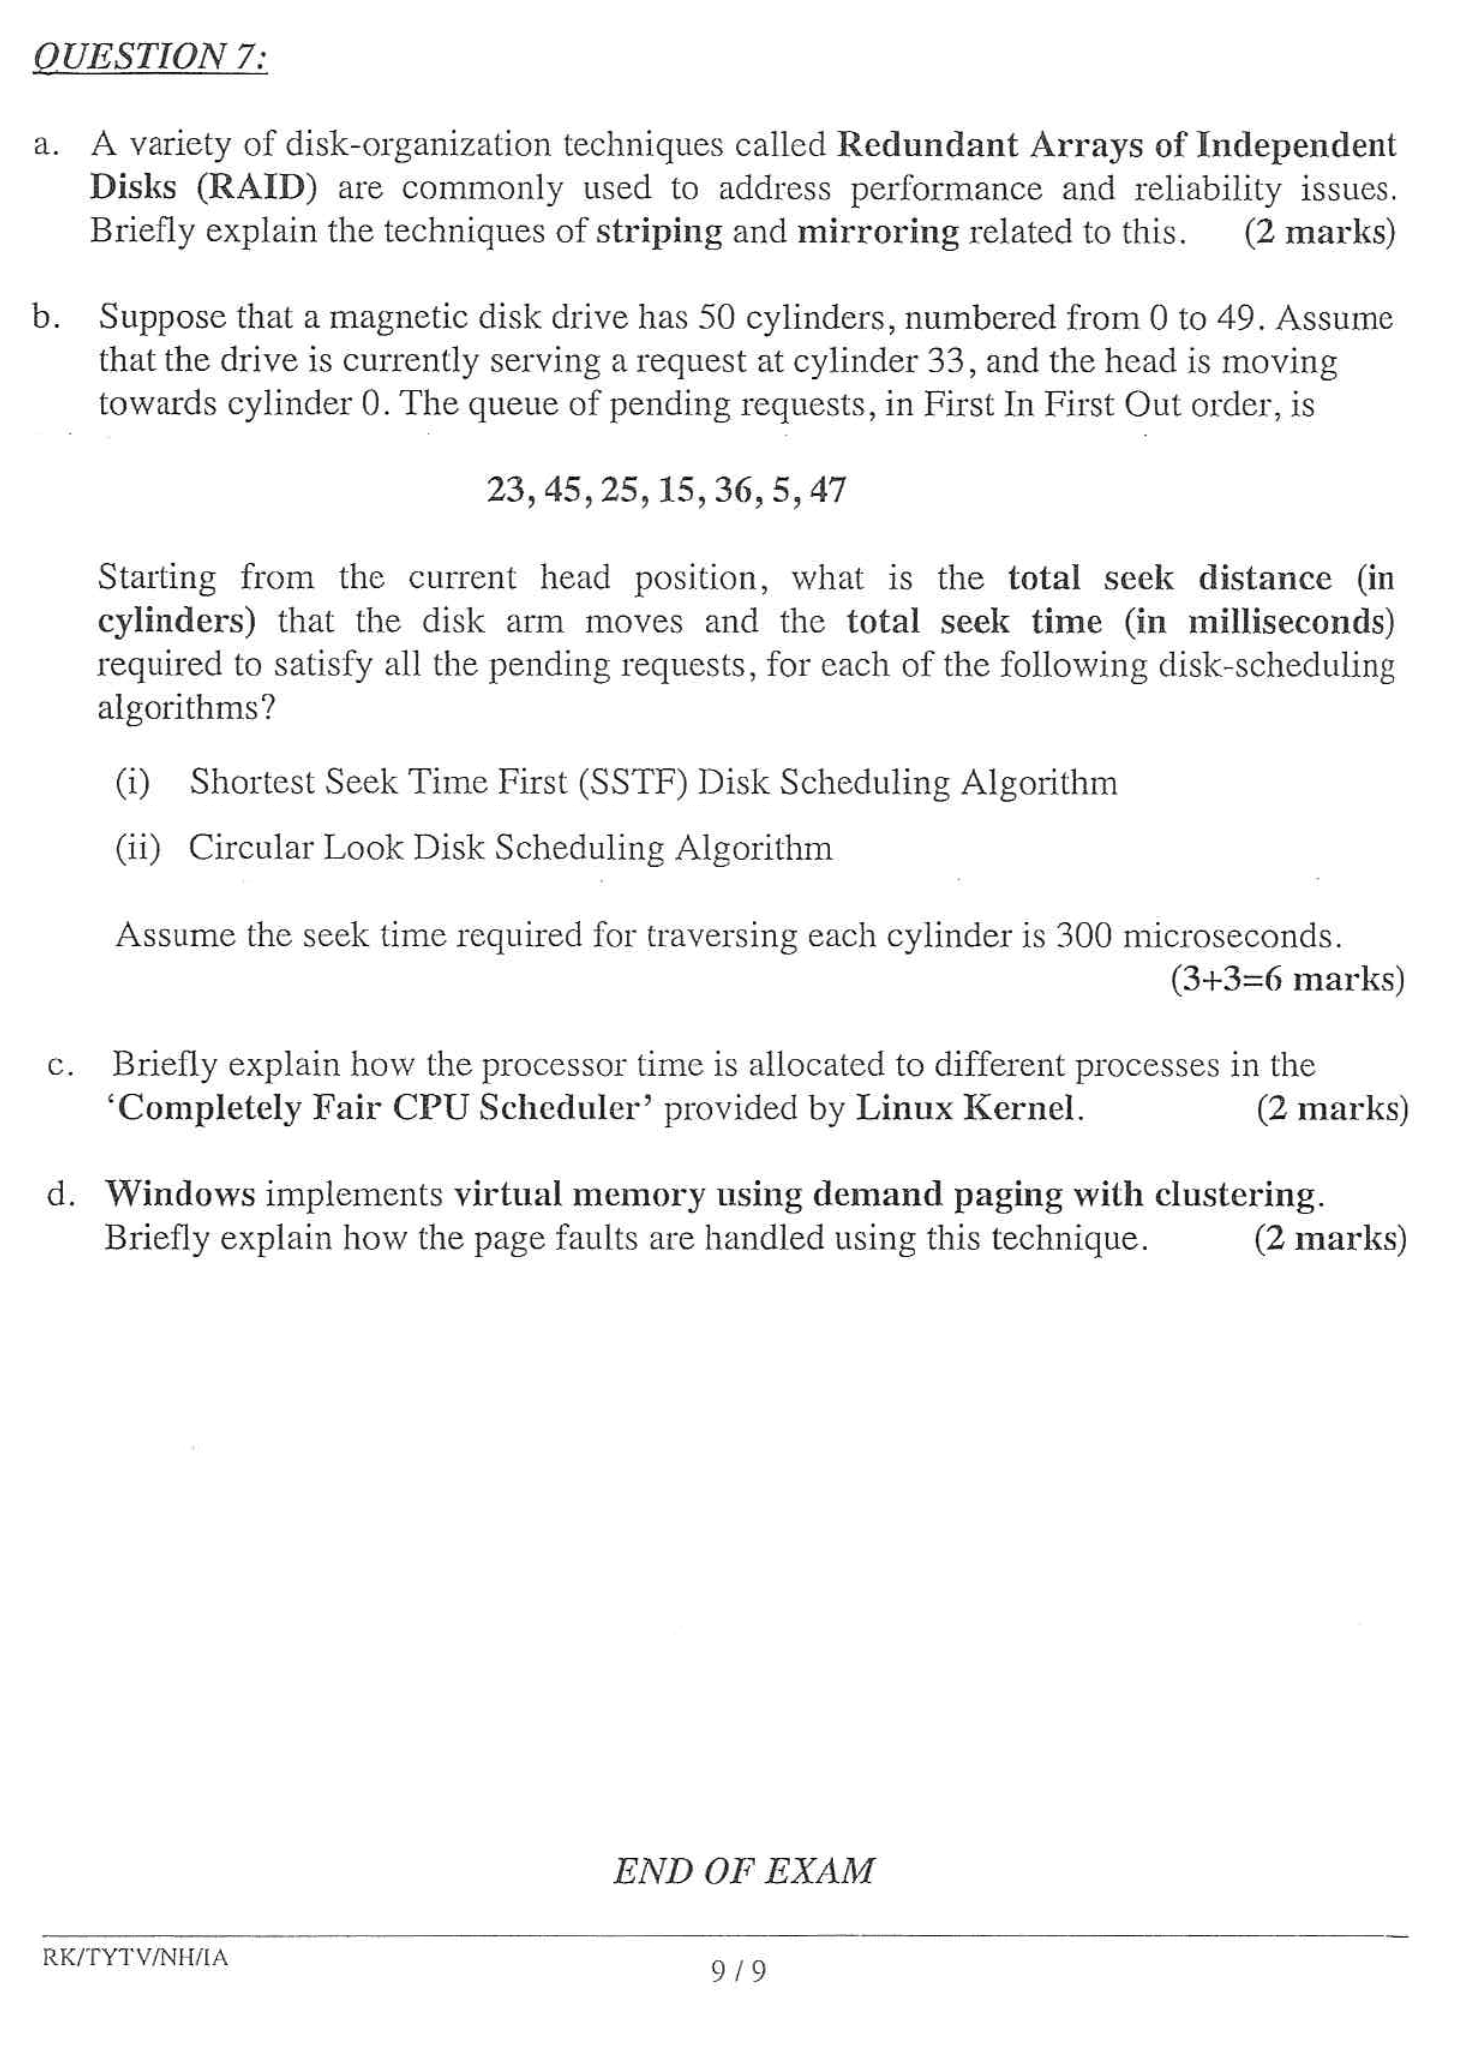 QUESTION 7:
a. A variety of disk-organization techniques called Redundant Arrays of Independent
Disks (RAID) are commonly used to address performance and reliability issues.
Briefly explain the techniques of striping and mirroring related to this. (2 marks)
b. Suppose that a magnetic disk drive has 50 cylinders, numbered from 0 to 49. Assume
that the drive is currently serving a request at cylinder 33, and the head is moving
towards cylinder 0. The queue of pending requests, in First In First Out order, is
23, 45, 25, 15, 36, 5, 47
Starting from the current head position, what is the total seek distance (in
cylinders) that the disk arm moves and the total seek time (in milliseconds)
required to satisfy all the pending requests, for each of the following disk-scheduling
algorithms?
(i) Shortest Seek Time First (SSTF) Disk Scheduling Algorithm
(ii) Circular Look Disk Scheduling Algorithm
Assume the seek time required for traversing each cylinder is 300 microseconds.
(3+3=6 marks)
c. Briefly explain how the processor time is allocated to different processes in the
‘Completely Fair CPU Scheduler’ provided by Linux Kernel. (2 marks)
d. Windows implements virtual memory using demand paging with clustering.
Briefly explain how the page faults are handled using this technique. (2 marks)
END OF EXAM
RK/TYTV/NH/IA
9 / 9